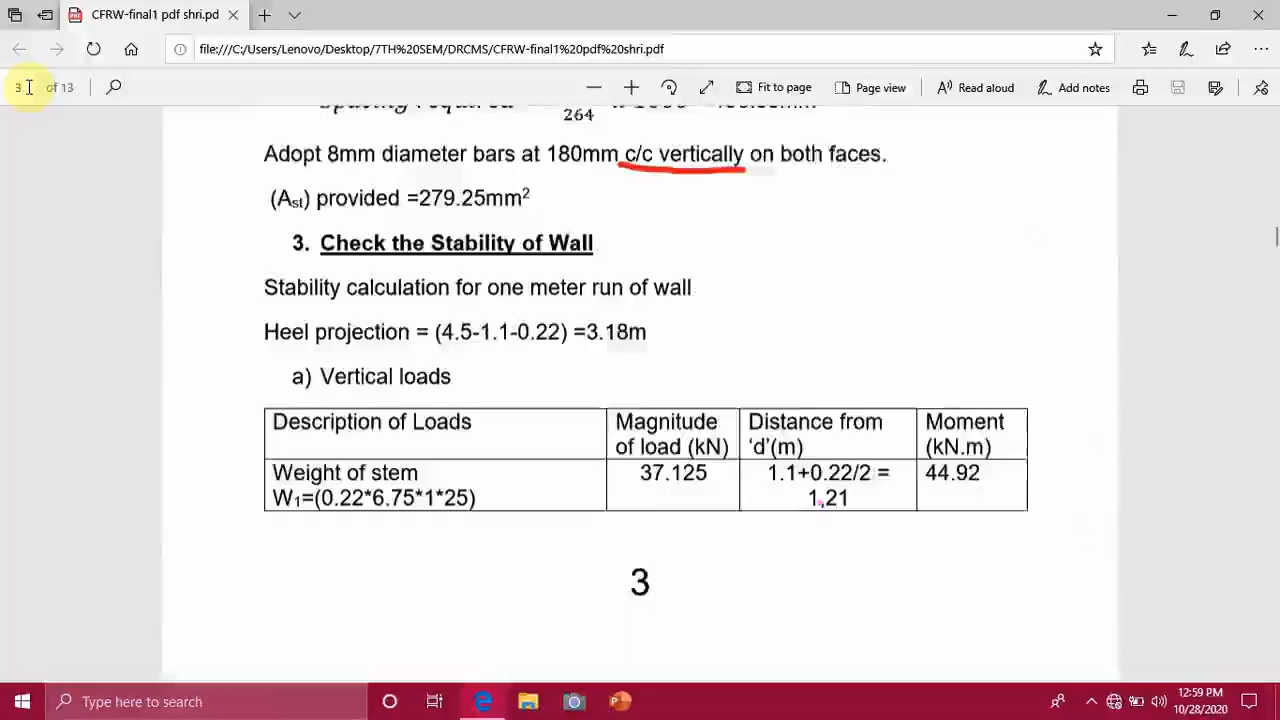 CFRW-final1 pdf shri.pd
file:///C:/Users/Lenovo/Desktop/7TH%20SEM/DRCMS/CFRW-final1%20pdf%20shri.pdf
3 of 13
Fit to page
Page view
Read aloud
Add notes
264
Adopt 8mm diameter bars at 180mm c/c vertically on both faces.
(Ast) provided =279.25mm²
3. Check the Stability of Wall
Stability calculation for one meter run of wall
Heel projection = (4.5-1.1-0.22) =3.18m
a) Vertical loads
Description of Loads
Magnitude of load (kN)
Distance from 'd'(m)
Moment (kN.m)
Weight of stem
W1=(0.22*6.75*1*25)
37.125
1.1+0.22/2 =
1.21
44.92
3
Type here to search
12:59 PM
10/28/2020